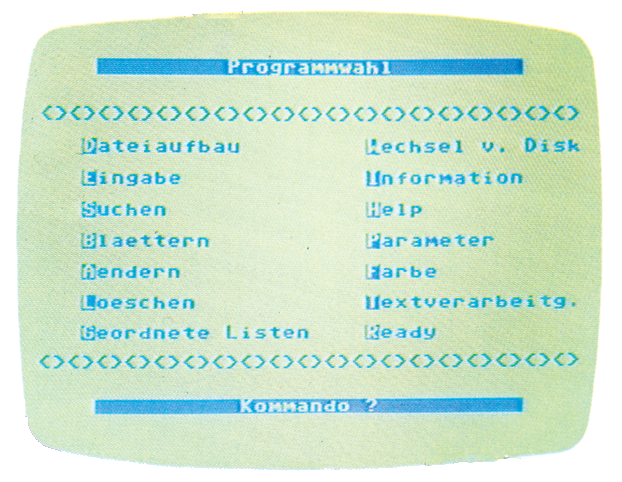 Programmwahl
<><><><><><><><><><><><><><><><><><><>
Dateiaufbau Wechsel v. Disk
Eingabe Information
Suchen Help
Blaettern Parameter
Aendern Farbe
Loeschen Textverarbeitg.
Geordnete Listen Ready
<><><><><><><><><><><><><><><><><><><>
Kommando ?